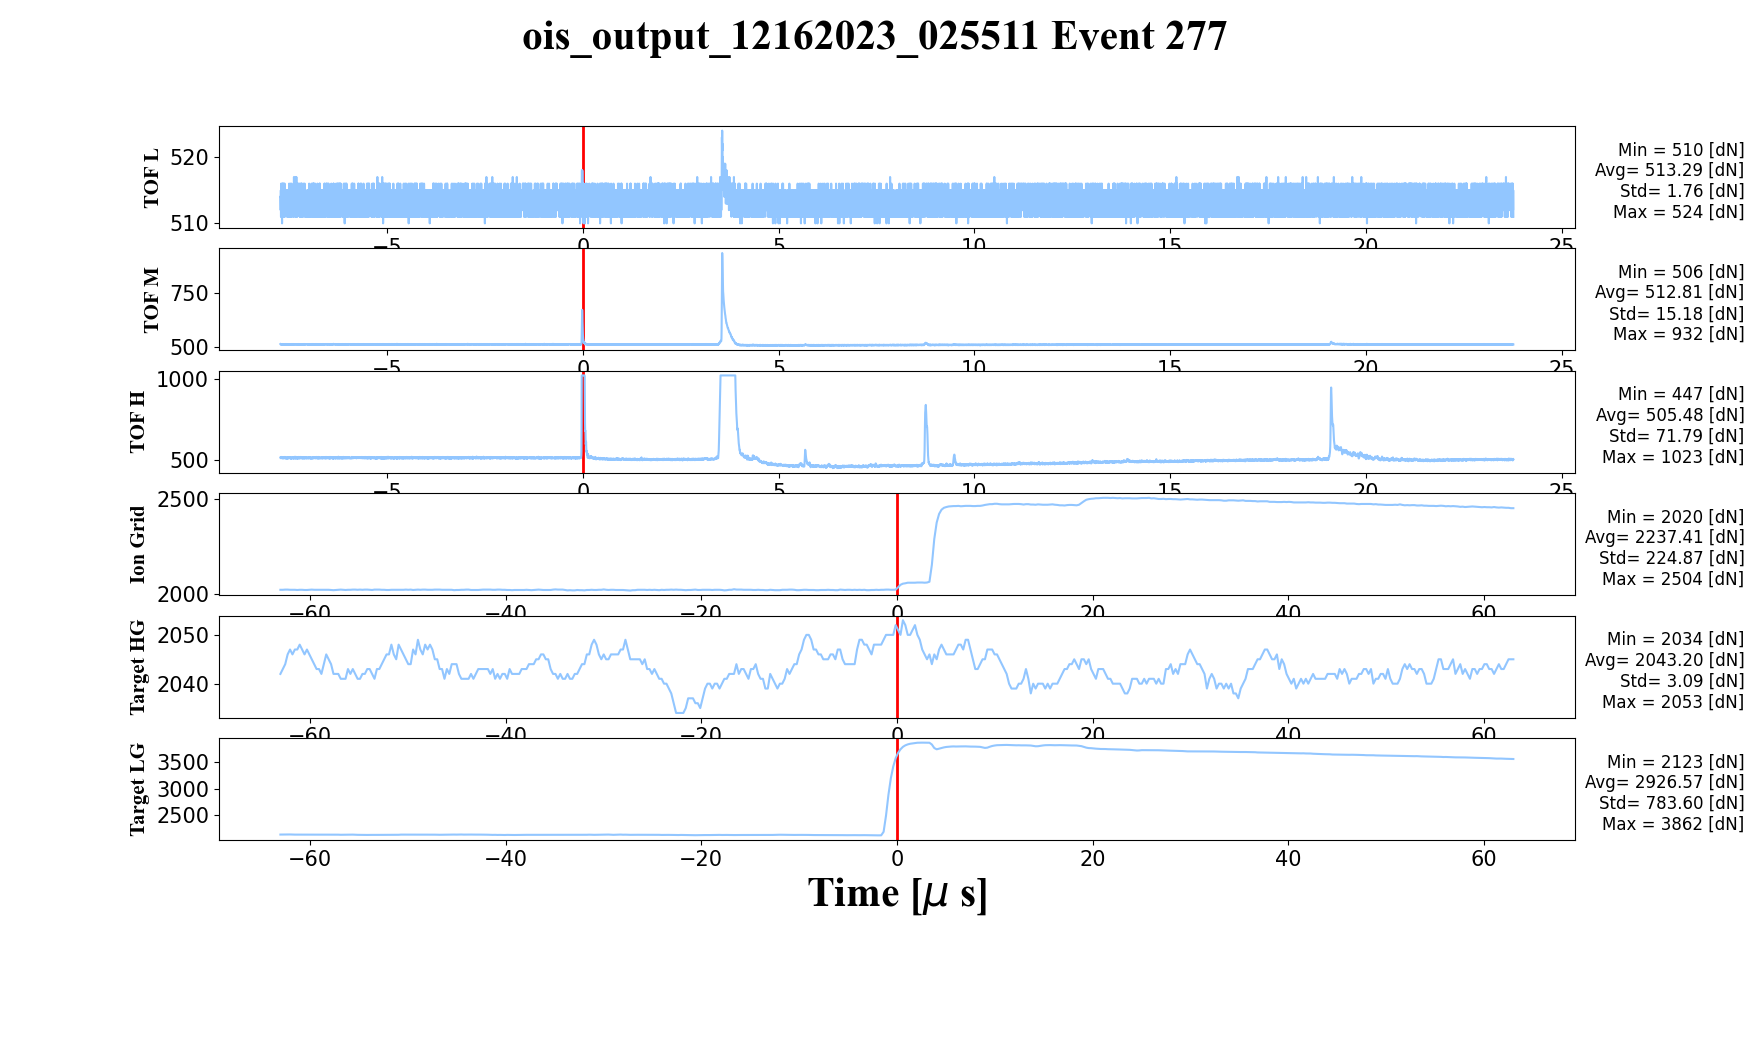 ois_output_12162023_025511 Event 277
TOF L
520
510
−5
0
5
10
15
20
25
Min = 510 [dN]
Avg= 513.29 [dN]
Std= 1.76 [dN]
Max = 524 [dN]
TOF M
750
500
−5
0
5
10
15
20
25
Min = 506 [dN]
Avg= 512.81 [dN]
Std= 15.18 [dN]
Max = 932 [dN]
TOF H
1000
500
−5
0
5
10
15
20
25
Min = 447 [dN]
Avg= 505.48 [dN]
Std= 71.79 [dN]
Max = 1023 [dN]
Ion Grid
2500
2000
−60
−40
−20
0
20
40
60
Min = 2020 [dN]
Avg= 2237.41 [dN]
Std= 224.87 [dN]
Max = 2504 [dN]
Target HG
2050
2040
−60
−40
−20
0
20
40
60
Min = 2034 [dN]
Avg= 2043.20 [dN]
Std= 3.09 [dN]
Max = 2053 [dN]
Target LG
3500
3000
2500
−60
−40
−20
0
20
40
60
Min = 2123 [dN]
Avg= 2926.57 [dN]
Std= 783.60 [dN]
Max = 3862 [dN]
Time [μ s]